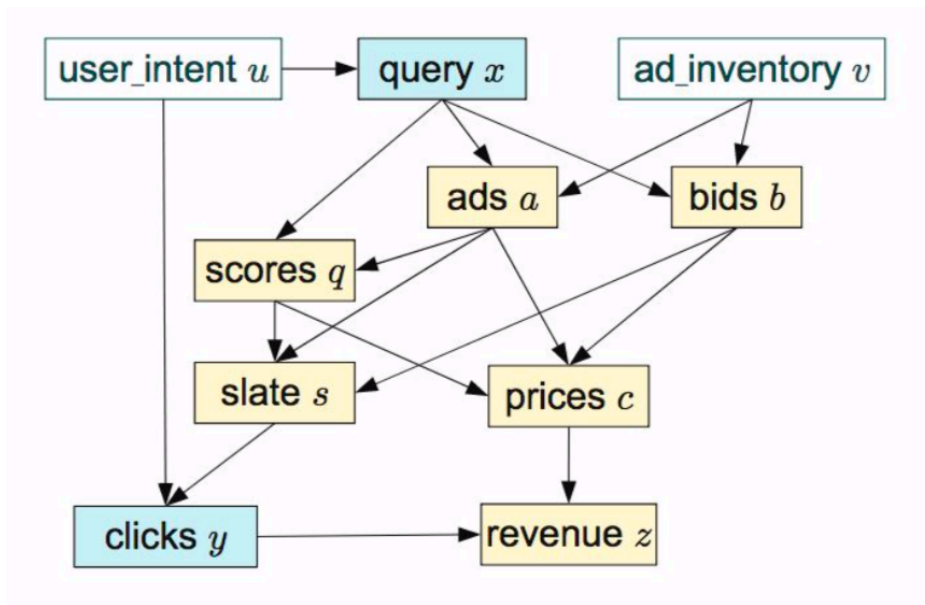 user_intent u
query x
ad_inventory v
ads a
bids b
scores q
slate s
prices c
clicks y
revenue z